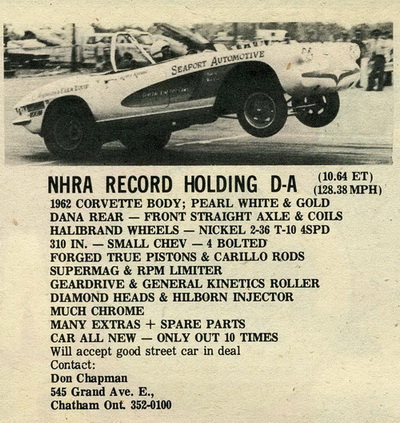 SEAPORT AUTOMOTIVE
NHRA RECORD HOLDING D-A (10.64 ET)
(128.38 MPH)
1962 CORVETTE BODY; PEARL WHITE & GOLD
DANA REAR — FRONT STRAIGHT AXLE & COILS
HALIBRAND WHEELS — NICKEL 2-36 T-10 4SPD
310 IN. — SMALL CHEV — 4 BOLTED
FORGED TRUE PISTONS & CARILLO RODS
SUPERMAG & RPM LIMITER
GEARDRIVE & GENERAL KINETICS ROLLER
DIAMOND HEADS & HILBORN INJECTOR
MUCH CHROME
MANY EXTRAS + SPARE PARTS
CAR ALL NEW — ONLY OUT 10 TIMES
Will accept good street car in deal
Contact:
Don Chapman
545 Grand Ave. E.,
Chatham Ont. 352-0100